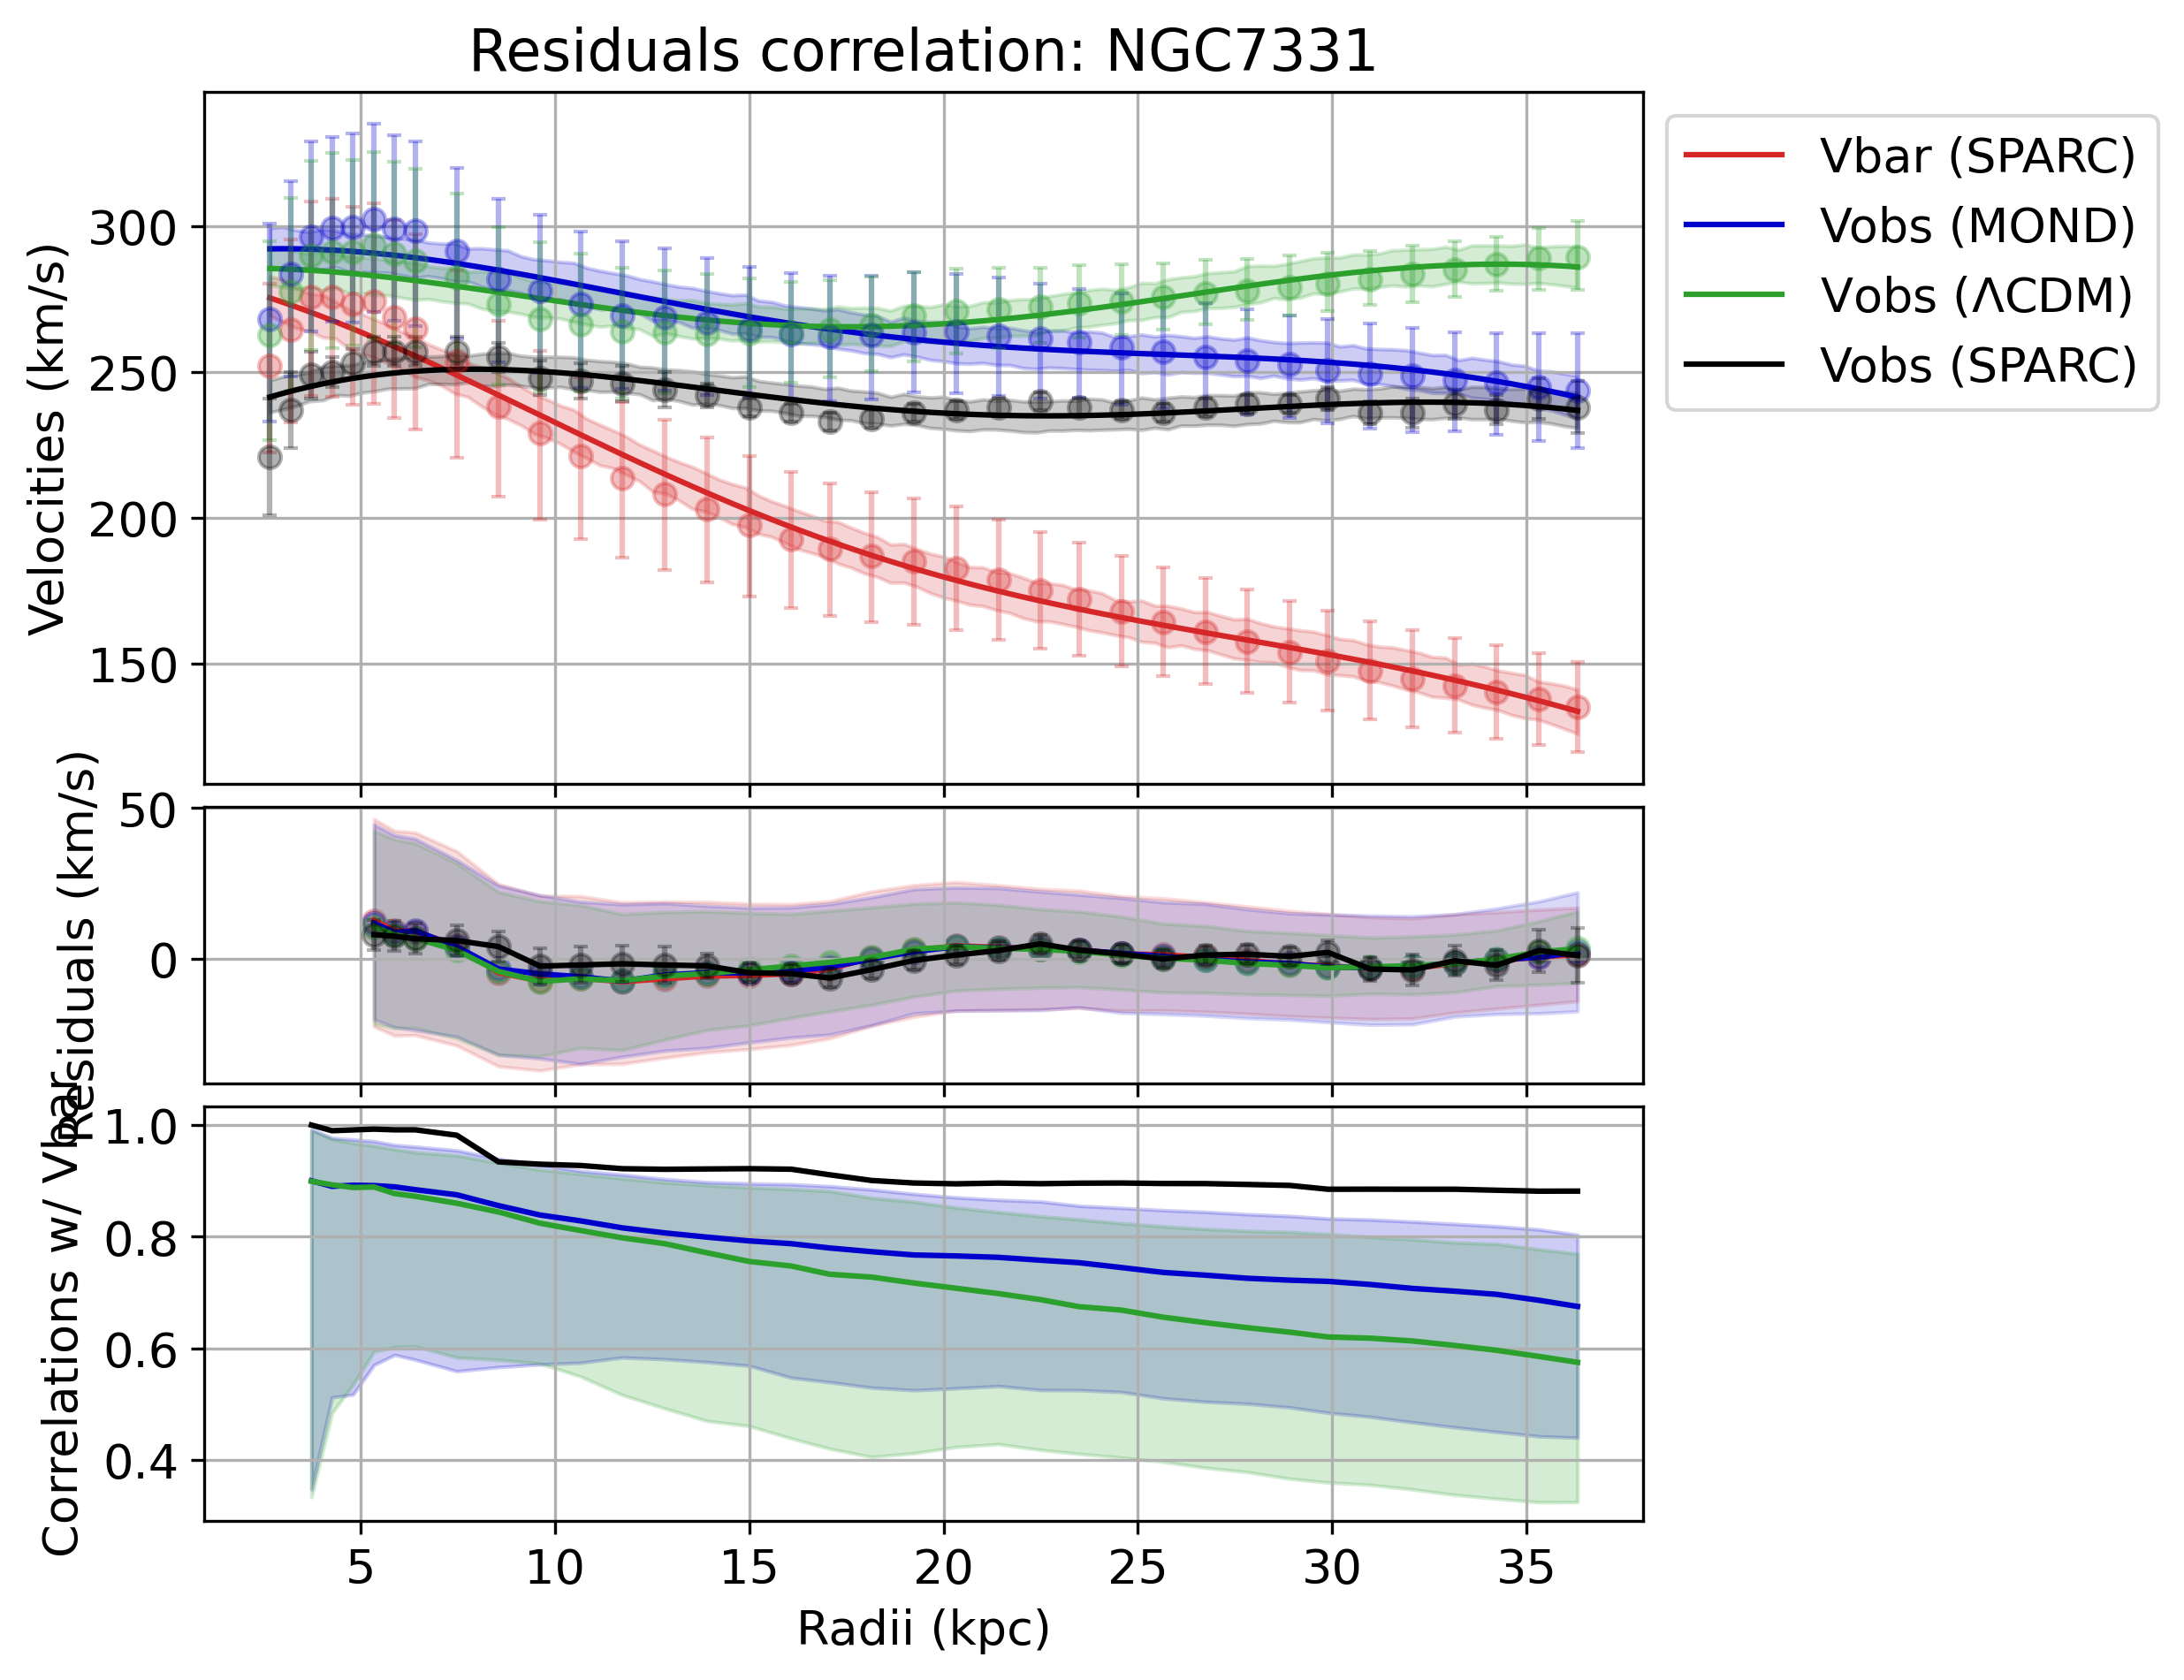 Residuals correlation: NGC7331
Velocities (km/s)
300
250
200
150
Vbar (SPARC)
Vobs (MOND)
Vobs (ΛCDM)
Vobs (SPARC)
Residuals (km/s)
50
0
Correlations w/ Vbar
1.0
0.8
0.6
0.4
5 10 15 20 25 30 35
Radii (kpc)